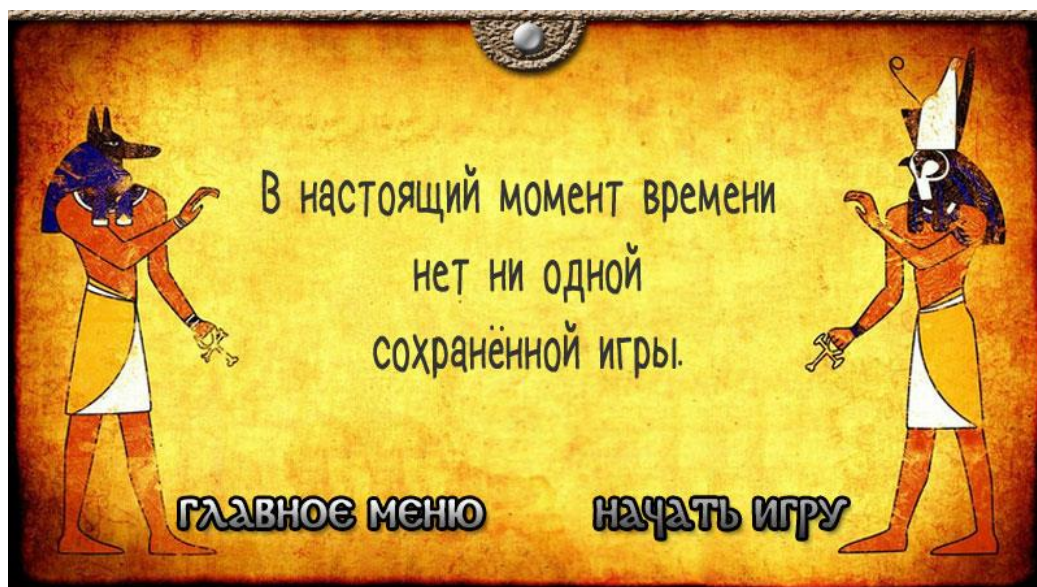 В настоящий момент времени
нет ни одной
сохранённой игры.
главное меню
начать игру